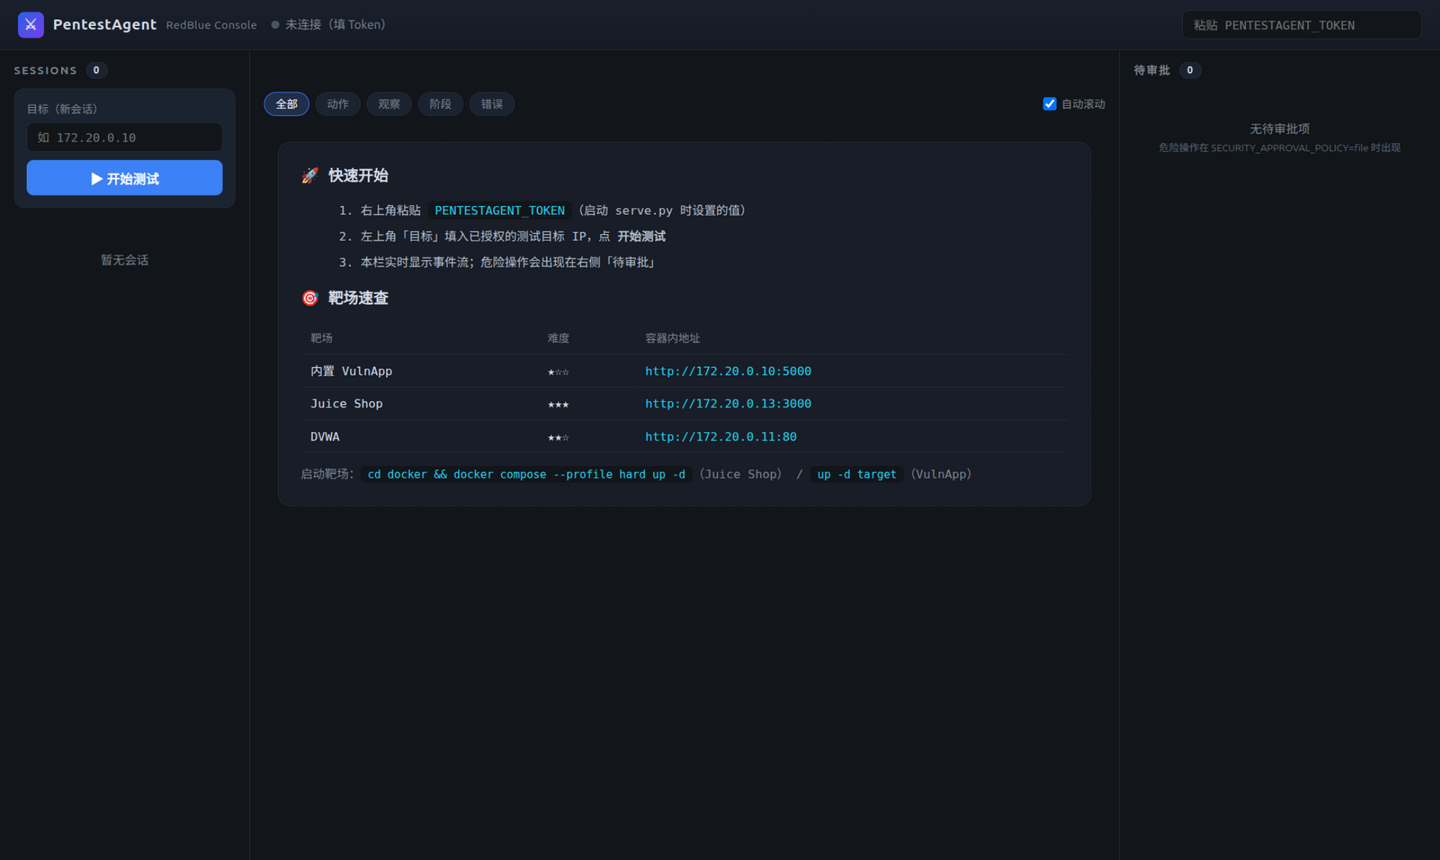 PentestAgent RedBlue Console 未连接（填 Token） 粘贴 PENTESTAGENT_TOKEN
SESSIONS 0
目标（新会话）
如 172.20.0.10
▶ 开始测试
暂无会话
全部 动作 观察 阶段 错误 自动滚动
🚀 快速开始
1. 右上角粘贴 PENTESTAGENT_TOKEN（启动 serve.py 时设置的值）
2. 左上角「目标」填入已授权的测试目标 IP，点 开始测试
3. 本栏实时显示事件流；危险操作会出现在右侧「待审批」
🎯 靶场速查
靶场 难度 容器内地址
内置 VulnApp ★☆☆ http://172.20.0.10:5000
Juice Shop ★★★ http://172.20.0.13:3000
DVWA ★★☆ http://172.20.0.11:80
启动靶场： cd docker && docker compose --profile hard up -d （Juice Shop） / up -d target （VulnApp）
待审批 0
无待审批项
危险操作在 SECURITY_APPROVAL_POLICY=file 时出现